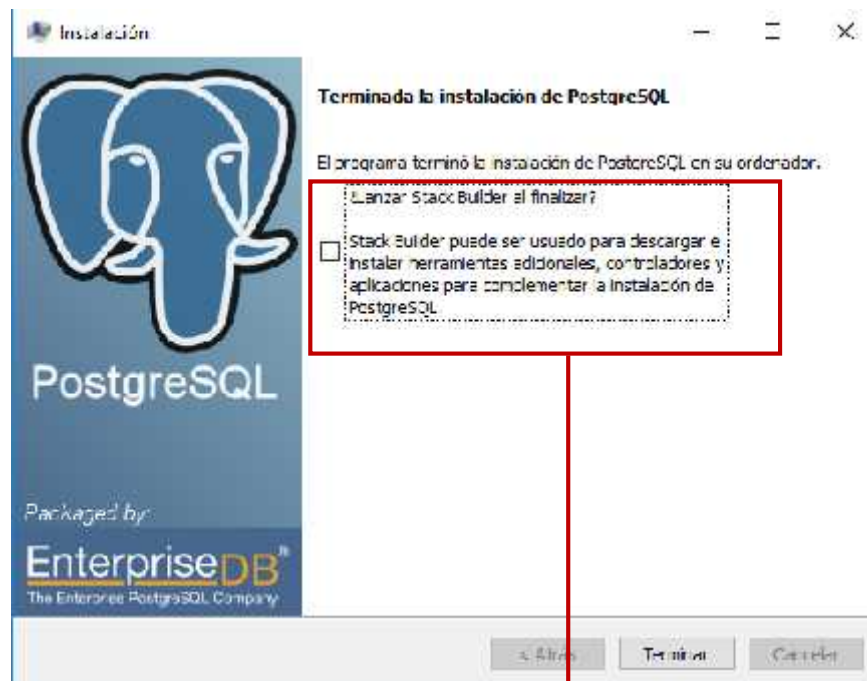 Instalación
Terminada la instalación de PostgreSQL
El programa terminó la instalación de PostgreSQL en su ordenador.
¿Lanzar Stack Builder al finalizar?
Stack Builder puede ser usado para descargar e
instalar herramientas adicionales, controladores y
aplicaciones para complementar la instalación de
PostgreSQL
PostgreSQL
Packaged by:
EnterpriseDB®
The Enterprise PostgreSQL Company
< Atrás
Terminar
Cancelar